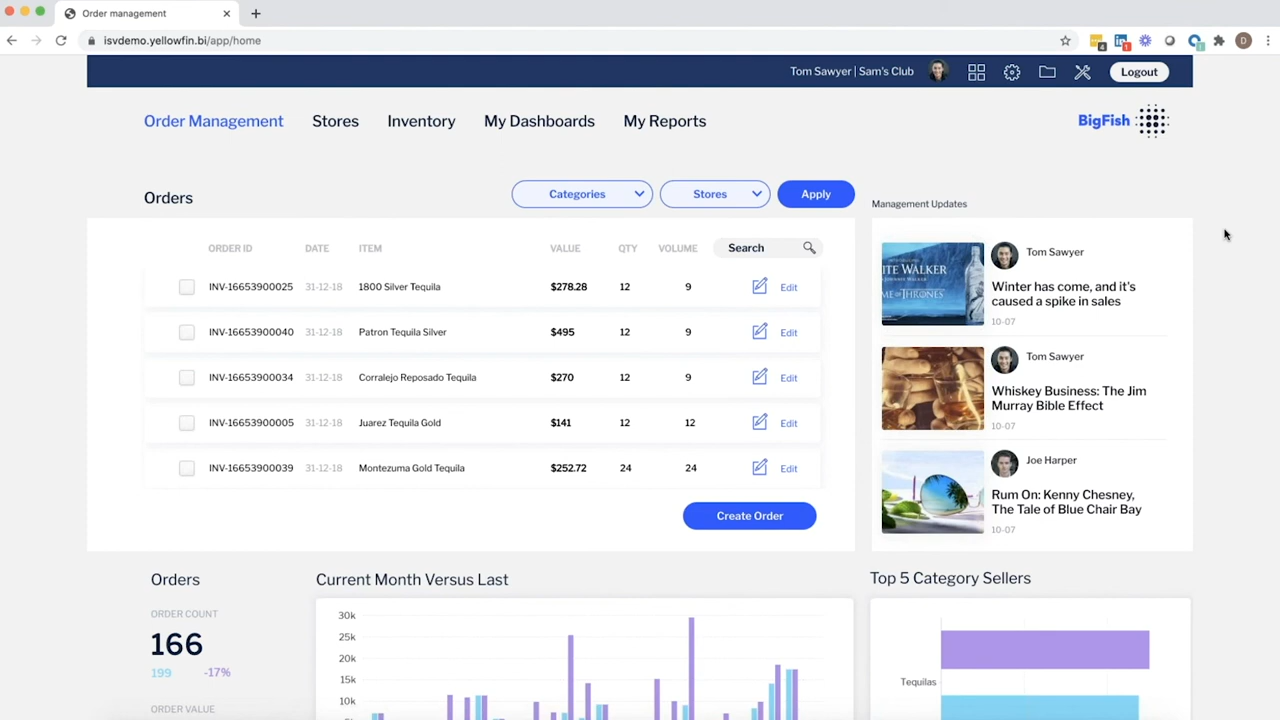 Order management
isvdemo.yellowfin.bi/app/home
4
1
1
D
Tom Sawyer | Sam's Club
Logout
Order Management Stores Inventory My Dashboards My Reports
BigFish
Orders
Categories
Stores
Apply
Management Updates
ORDER ID DATE ITEM VALUE QTY VOLUME
Search
INV-16653900025 31-12-18 1800 Silver Tequila $278.28 12 9 Edit
INV-16653900040 31-12-18 Patron Tequila Silver $495 12 9 Edit
INV-16653900034 31-12-18 Corralejo Reposado Tequila $270 12 9 Edit
INV-16653900005 31-12-18 Juarez Tequila Gold $141 12 12 Edit
INV-16653900039 31-12-18 Montezuma Gold Tequila $252.72 24 24 Edit
Create Order
ITE WALKER
Tom Sawyer
Winter has come, and it's
caused a spike in sales
10-07
Tom Sawyer
Whiskey Business: The Jim
Murray Bible Effect
10-07
Joe Harper
Rum On: Kenny Chesney,
The Tale of Blue Chair Bay
10-07
Orders
ORDER COUNT
166
199 -17%
ORDER VALUE
Current Month Versus Last
30k
25k
20k
15k
10k
Top 5 Category Sellers
Tequilas